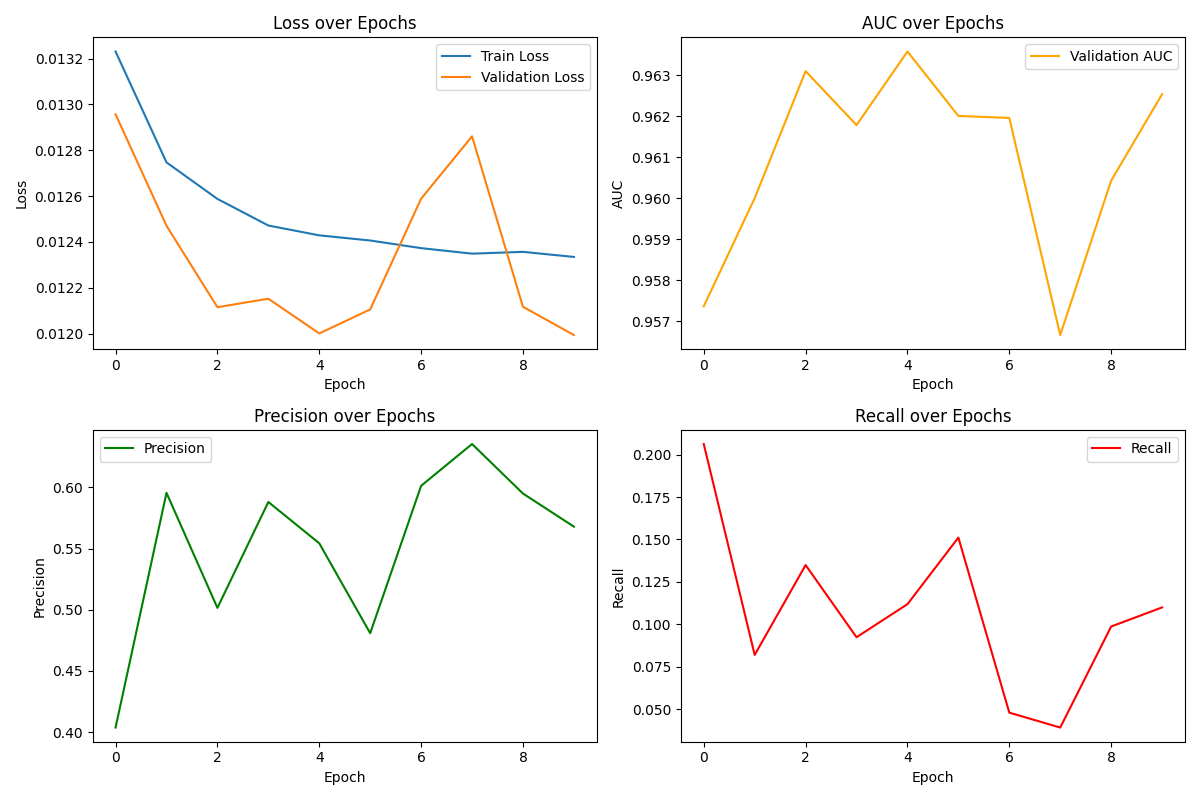 Loss over Epochs
Train Loss
Validation Loss
0.0132
0.0130
0.0128
0.0126
0.0124
0.0122
0.0120
Loss
0 2 4 6 8
Epoch
AUC over Epochs
Validation AUC
0.963
0.962
0.961
0.960
0.959
0.958
0.957
AUC
0 2 4 6 8
Epoch
Precision over Epochs
Precision
0.60
0.55
0.50
0.45
0.40
Precision
0 2 4 6 8
Epoch
Recall over Epochs
Recall
0.200
0.175
0.150
0.125
0.100
0.075
0.050
Recall
0 2 4 6 8
Epoch